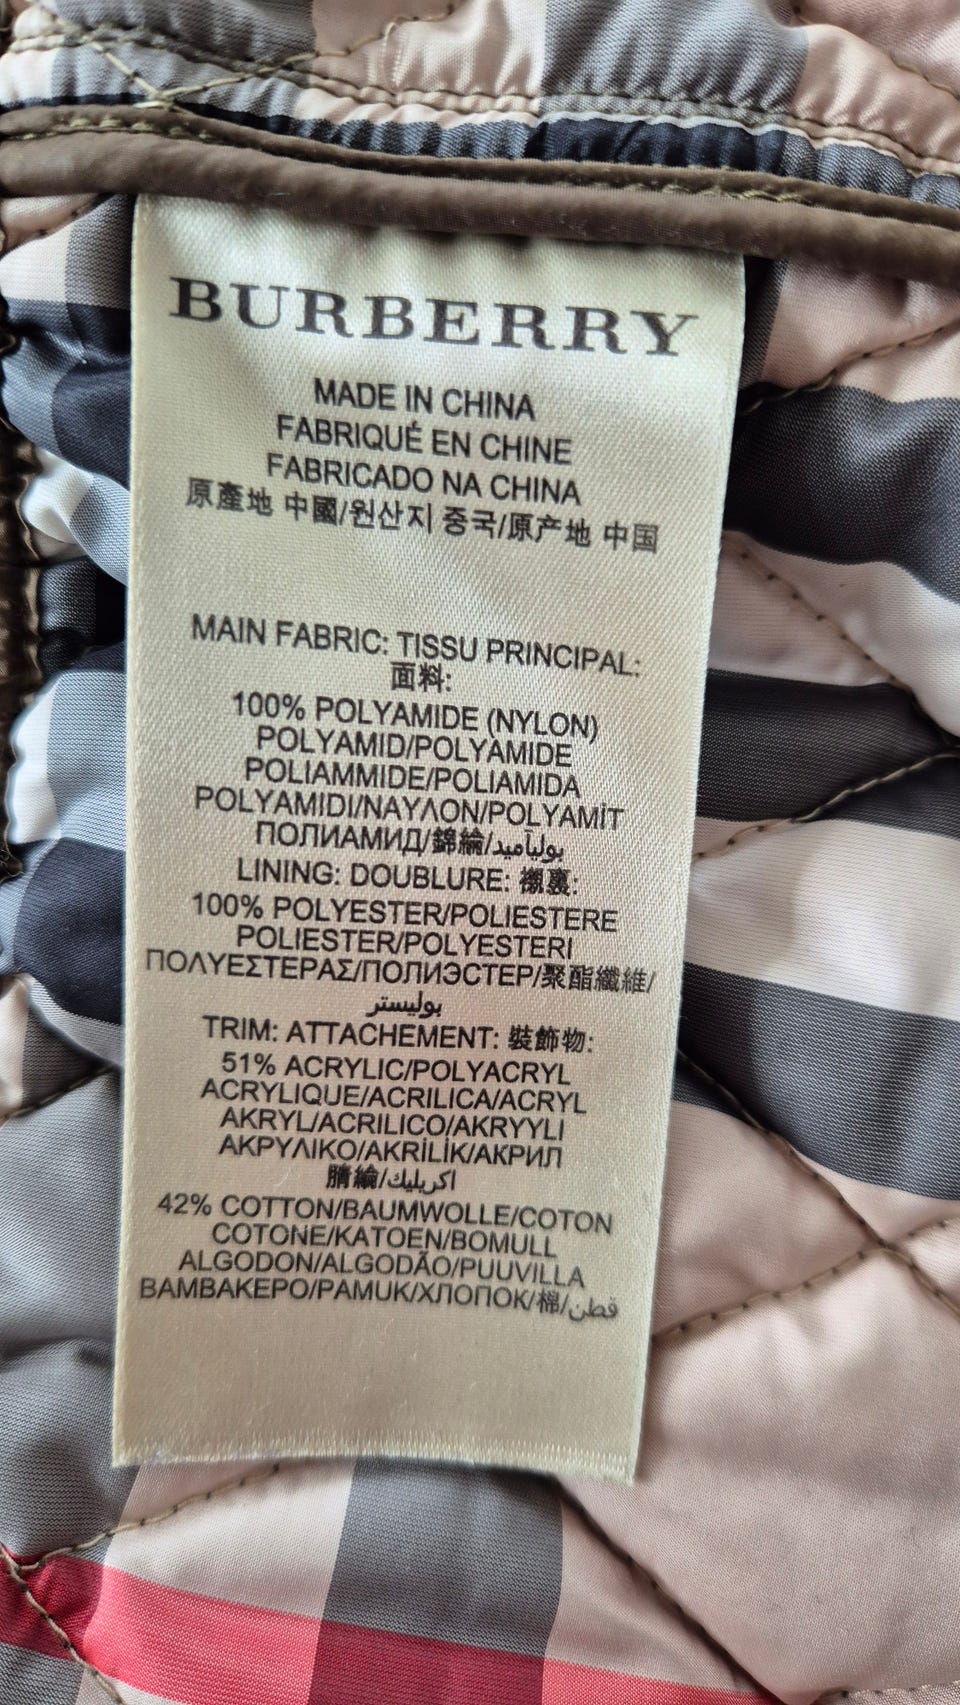 BURBERRY
MADE IN CHINA
FABRIQUÉ EN CHINE
FABRICADO NA CHINA
原產地 中國/원산지 중국/原产地 中国
MAIN FABRIC: TISSU PRINCIPAL:
面料:
100% POLYAMIDE (NYLON)
POLYAMID/POLYAMIDE
POLIAMMIDE/POLIAMIDA
POLYAMIDI/ΝΑΥΛΟΝ/POLYAMİT
ПОЛИАМИД/錦綸/بوليآميد
LINING: DOUBLURE: 襯裏:
100% POLYESTER/POLIESTERE
POLIESTER/POLYESTERI
ΠΟΛΥΕΣΤΕΡΑΣ/ПОЛИЭСТЕР/聚酯纖維/
بوليستر
TRIM: ATTACHEMENT: 裝飾物:
51% ACRYLIC/POLYACRYL
ACRYLIQUE/ACRILICA/ACRYL
AKRYL/ACRILICO/AKRYYLI
ΑΚΡΥΛΙΚΟ/AKRİLİK/АКРИЛ
腈綸/اكريليك
42% COTTON/BAUMWOLLE/COTON
COTONE/KATOEN/BOMULL
ALGODON/ALGODÃO/PUUVILLA
ΒΑΜΒΑΚΕΡΟ/PAMUK/ХЛОПОК/棉/قطن